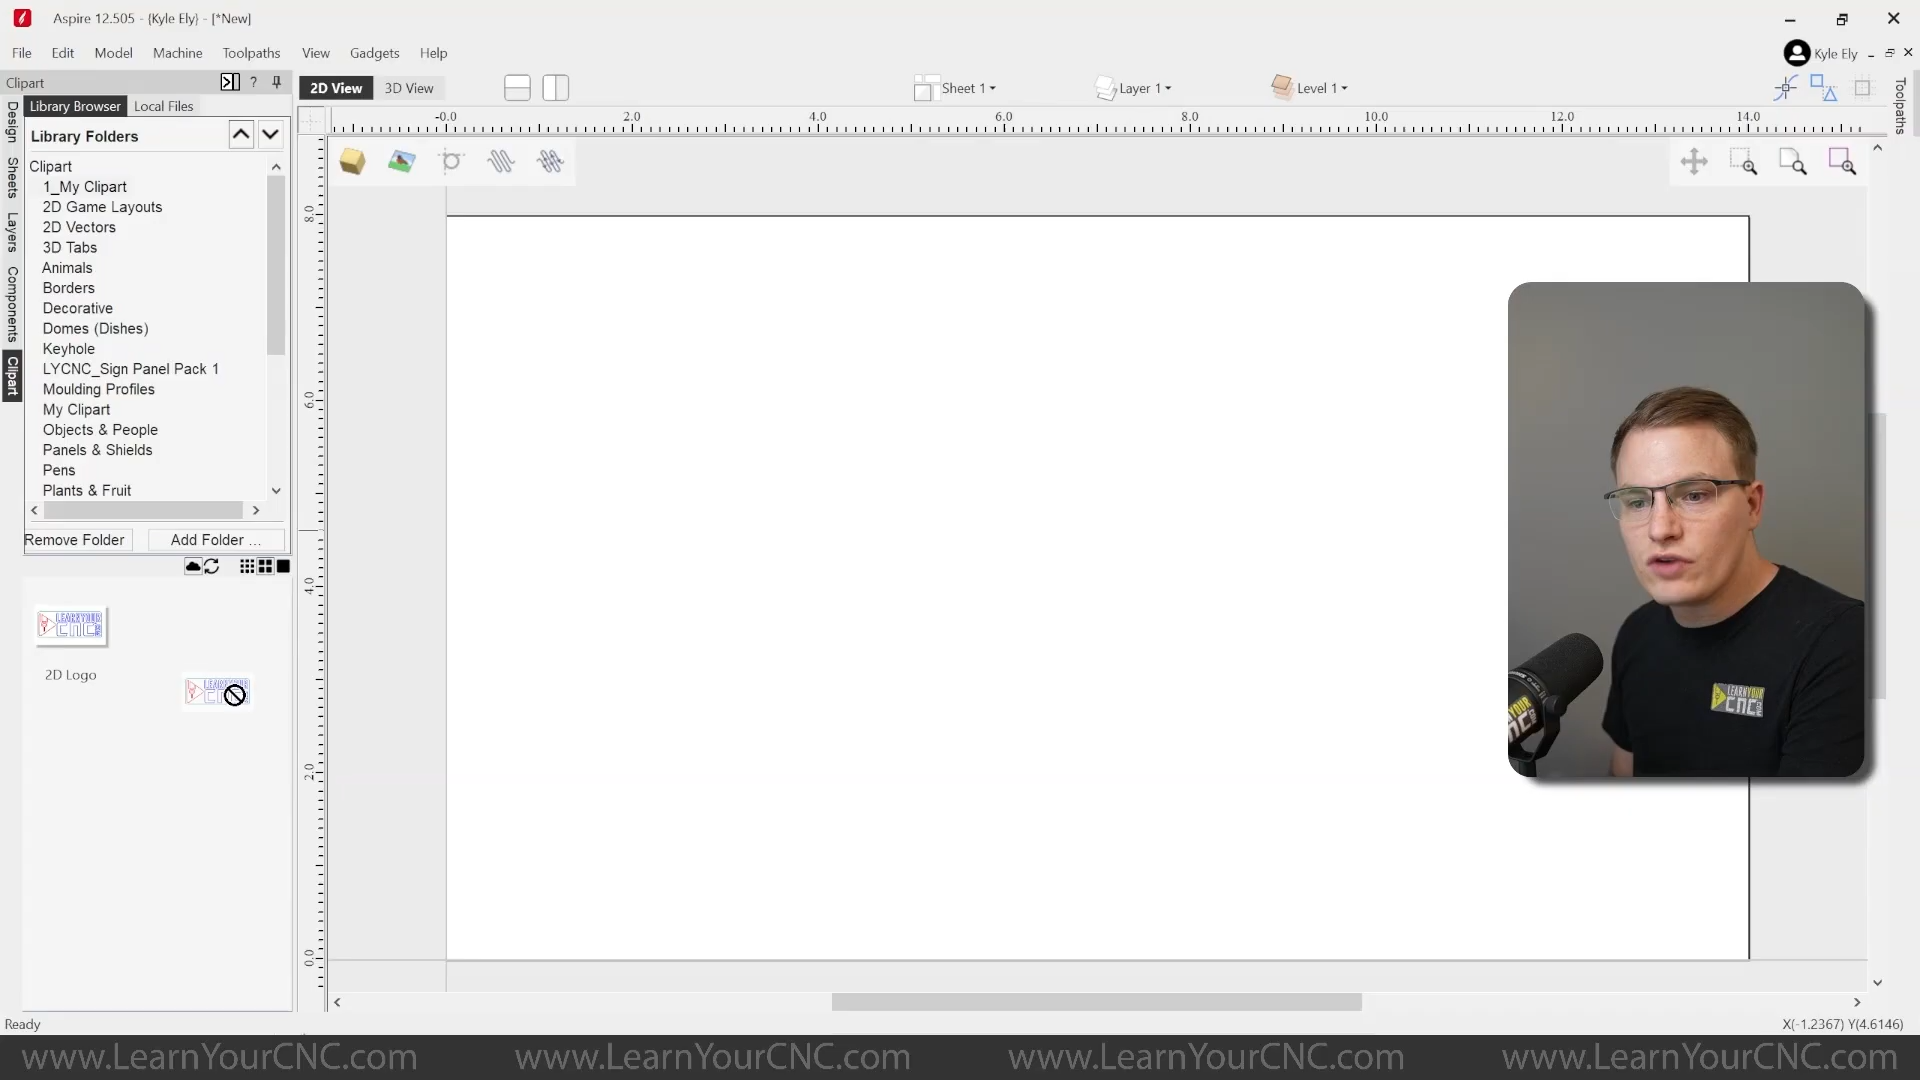 Aspire 12.505 - {Kyle Ely} - [*New]
File Edit Model Machine Toolpaths View Gadgets Help
Kyle Ely
Clipart
?
2D View 3D View
Sheet 1
Layer 1
Level 1
Toolpaths
Library Browser Local Files
Library Folders
Design
Sheets
Layers
Components
Clipart
Clipart
1_My Clipart
2D Game Layouts
2D Vectors
3D Tabs
Animals
Borders
Decorative
Domes (Dishes)
Keyhole
LYCNC_Sign Panel Pack 1
Moulding Profiles
My Clipart
Objects & People
Panels & Shields
Pens
Plants & Fruit
Remove Folder Add Folder ...
LEARNYOUR
CNC
2D Logo
-0.0 2.0 4.0 6.0 8.0 10.0 12.0 14.0
8.0
6.0
4.0
2.0
0.0
LEARNYOUR
CNC
.COM
Ready
X(-1.2367) Y(4.6146)
www.LearnYourCNC.com www.LearnYourCNC.com www.LearnYourCNC.com www.LearnYourCNC.com